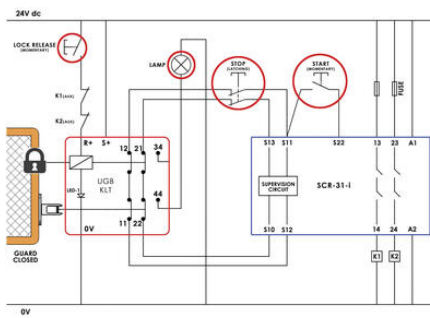 24V dc
LOCK RELEASE
(MOMENTARY)
LAMP
STOP
(LATCHING)
START
(MOMENTARY)
K1(AUX)
FUSE
K2(AUX)
R+ S+
12 21 34
S13 S11 S22 13 23 A1
LED-1
UGB
KLT
44
SUPERVISION
CIRCUIT
SCR-31-i
0V
11 22
S10 S12 14 24 A2
GUARD
CLOSED
K1 K2
0V